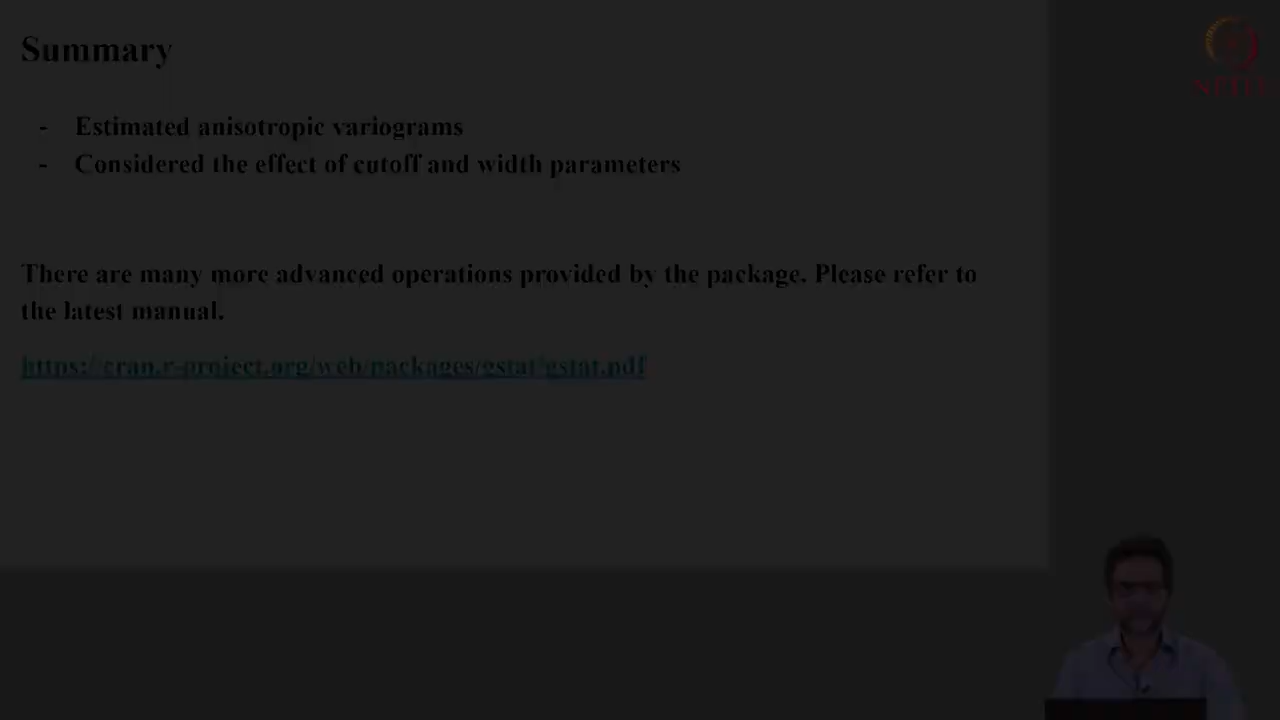 Summary
NPTEL
- Estimated anisotropic variograms
- Considered the effect of cutoff and width parameters
There are many more advanced operations provided by the package. Please refer to
the latest manual.
https://cran.r-project.org/web/packages/gstat/gstat.pdf